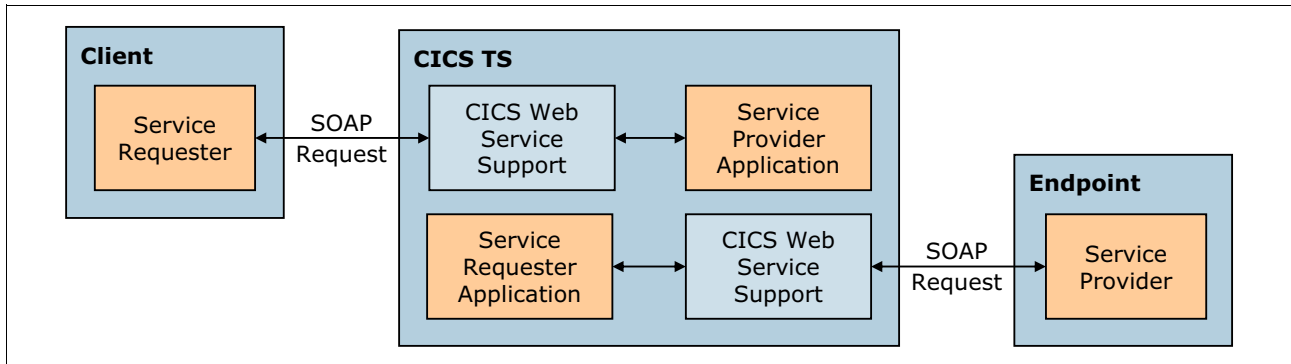 Client
Service
Requester
SOAP
Request
CICS TS
CICS Web
Service
Support
Service
Provider
Application
Service
Requester
Application
CICS Web
Service
Support
SOAP
Request
Endpoint
Service
Provider